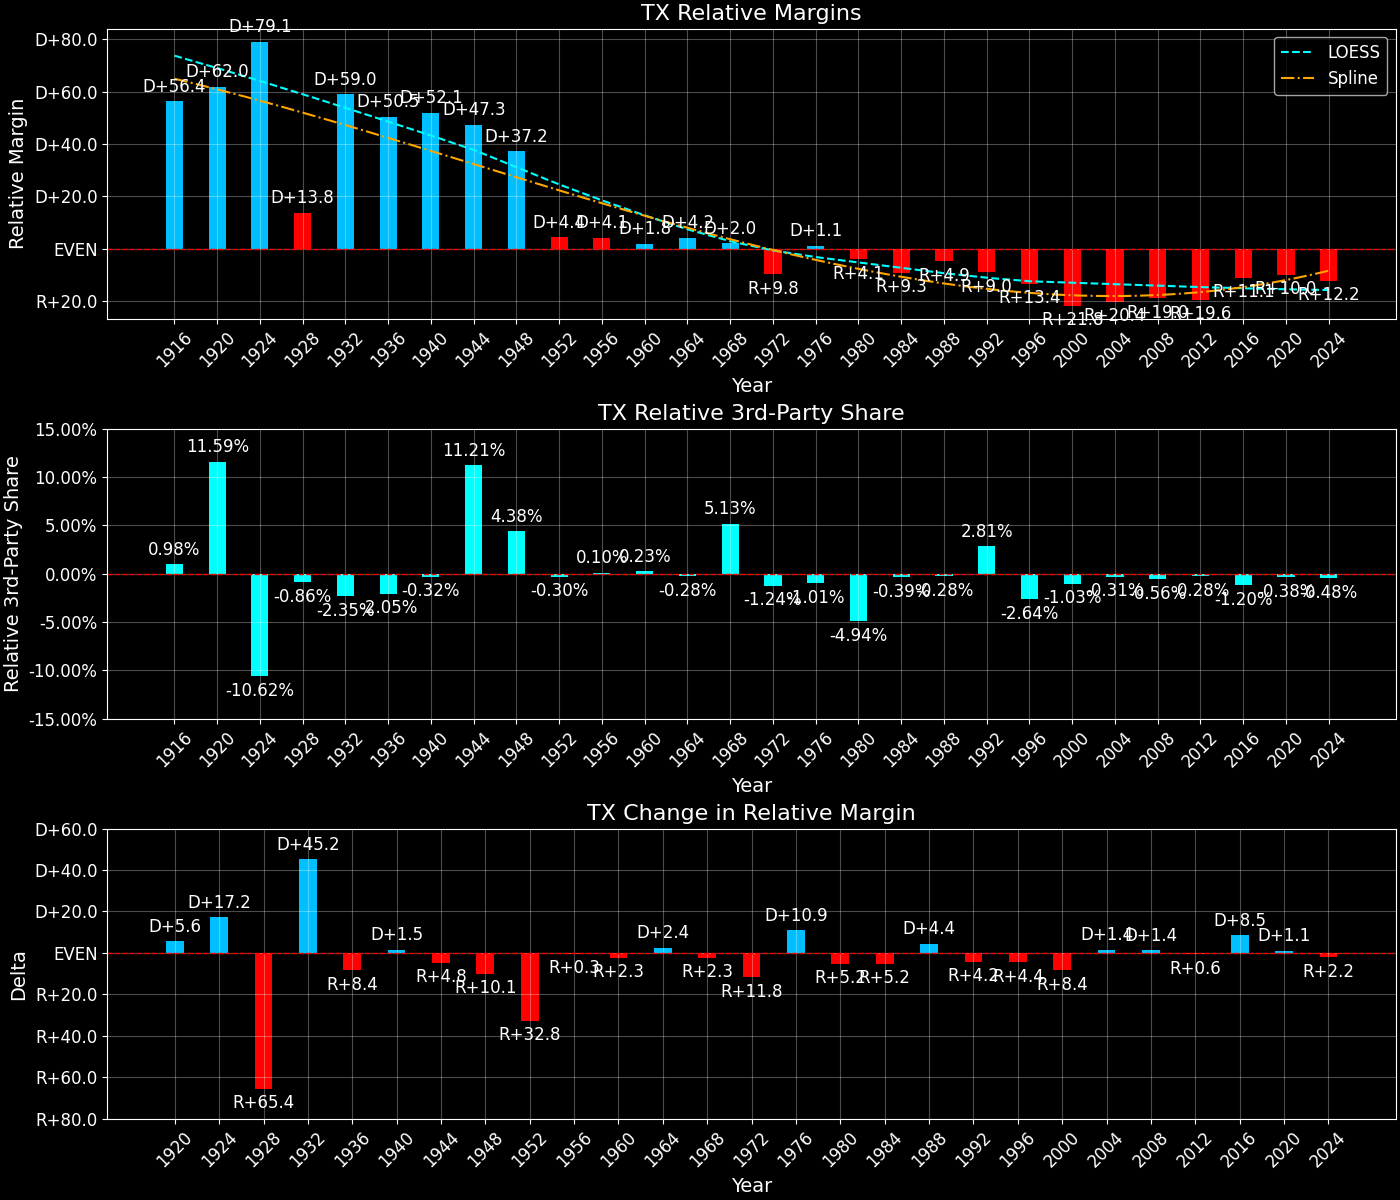 TX Relative Margins
Relative Margin
D+80.0
D+60.0
D+40.0
D+20.0
EVEN
R+20.0
LOESS
Spline
D+56.4
D+62.0
D+79.1
D+13.8
D+59.0
D+50.5
D+52.1
D+47.3
D+37.2
D+4.4
D+4.1
D+1.8
D+4.2
D+2.0
R+9.8
D+1.1
R+4.1
R+9.3
R+4.9
R+9.0
R+13.4
R+21.8
R+20.4
R+19.0
R+19.6
R+11.1
R+10.0
R+12.2
1916 1920 1924 1928 1932 1936 1940 1944 1948 1952 1956 1960 1964 1968 1972 1976 1980 1984 1988 1992 1996 2000 2004 2008 2012 2016 2020 2024
Year
TX Relative 3rd-Party Share
Relative 3rd-Party Share
15.00%
10.00%
5.00%
0.00%
-5.00%
-10.00%
-15.00%
0.98%
11.59%
-10.62%
-0.86%
-2.35%
-2.05%
-0.32%
11.21%
4.38%
-0.30%
0.10%
0.23%
-0.28%
5.13%
-1.24%
-1.01%
-4.94%
-0.39%
-0.28%
2.81%
-2.64%
-1.03%
-0.31%
-0.56%
-0.28%
-1.20%
-0.38%
-0.48%
1916 1920 1924 1928 1932 1936 1940 1944 1948 1952 1956 1960 1964 1968 1972 1976 1980 1984 1988 1992 1996 2000 2004 2008 2012 2016 2020 2024
Year
TX Change in Relative Margin
Delta
D+60.0
D+40.0
D+20.0
EVEN
R+20.0
R+40.0
R+60.0
R+80.0
D+5.6
D+17.2
R+65.4
D+45.2
R+8.4
D+1.5
R+4.8
R+10.1
R+32.8
R+0.3
R+2.3
D+2.4
R+2.3
R+11.8
D+10.9
R+5.2
R+5.2
D+4.4
R+4.2
R+4.4
R+8.4
D+1.4
D+1.4
R+0.6
D+8.5
D+1.1
R+2.2
1920 1924 1928 1932 1936 1940 1944 1948 1952 1956 1960 1964 1968 1972 1976 1980 1984 1988 1992 1996 2000 2004 2008 2012 2016 2020 2024
Year